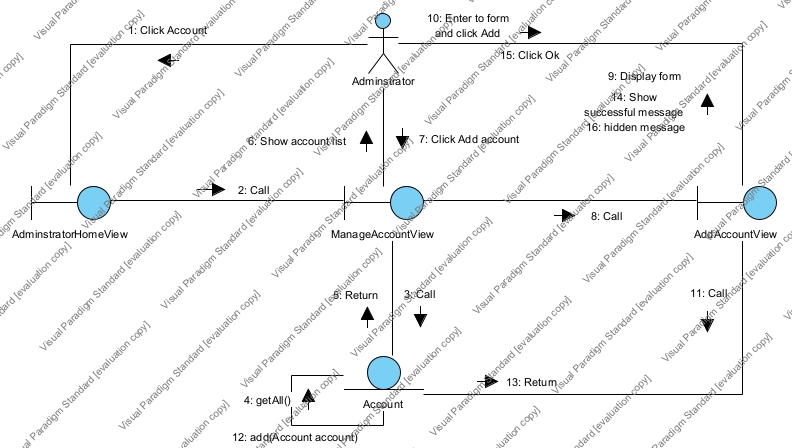 10: Enter to form
and click Add
1: Click Account
15: Click Ok
9: Display form
Adminstrator
14: Show
successful message
16: hidden message
6: Show account list
7: Click Add account
2: Call
8: Call
AdminstratorHomeView
ManageAccountView
AddAccountView
5: Return
3: Call
11: Call
13: Return
4: getAll()
Account
12: add(Account account)
Visual Paradigm Standard [evaluation copy]